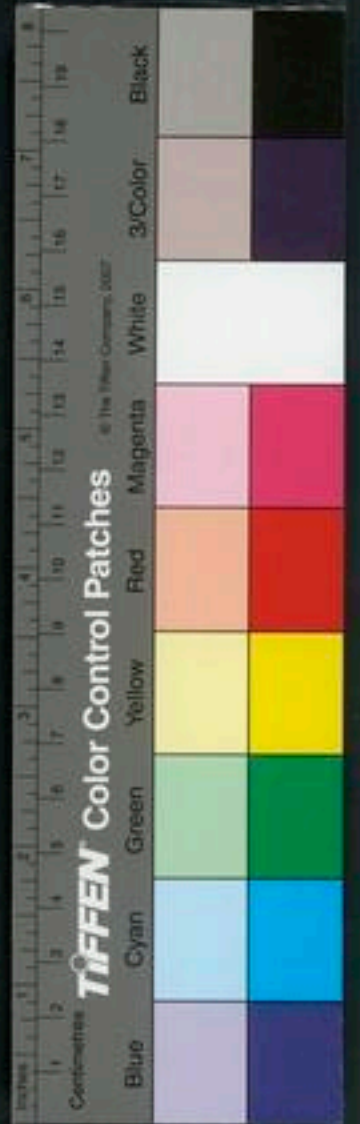 Inches 1 2 3 4 5 6 7 8
Centimetres 1 2 3 4 5 6 7 8 9 10 11 12 13 14 15 16 17 18 19
TIFFEN Color Control Patches © The Tiffen Company, 2007
Blue Cyan Green Yellow Red Magenta White 3/Color Black